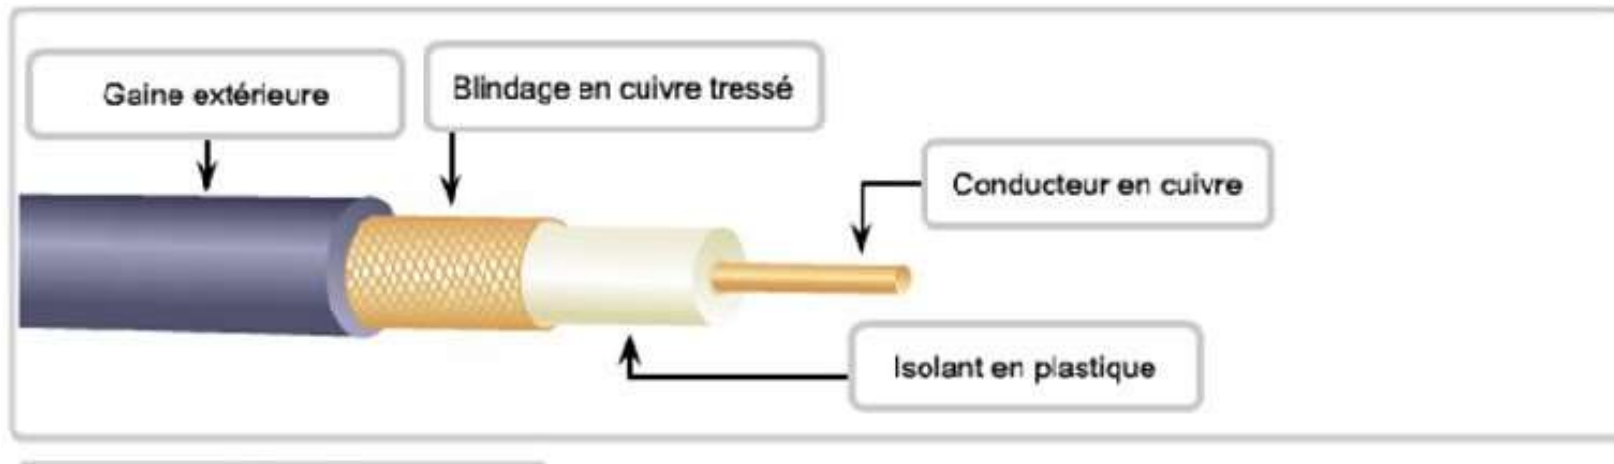 Gaine extérieure
Blindage en cuivre tressé
Conducteur en cuivre
Isolant en plastique